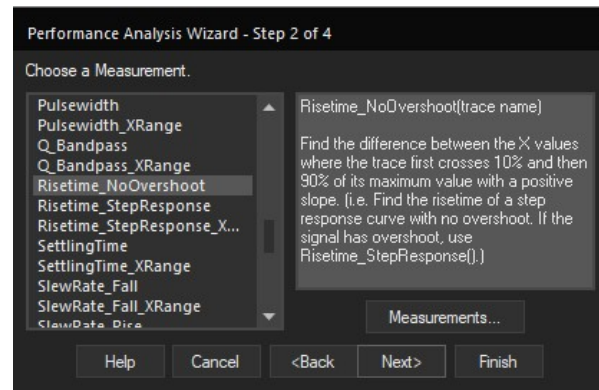 Performance Analysis Wizard - Step 2 of 4
Choose a Measurement.
Pulsewidth
Pulsewidth_XRange
Q_Bandpass
Q_Bandpass_XRange
Risetime_NoOvershoot
Risetime_StepResponse
Risetime_StepResponse_X...
SettlingTime
SettlingTime_XRange
SlewRate_Fall
SlewRate_Fall_XRange
SlewRate_Rise
Risetime_NoOvershoot(trace name)
Find the difference between the X values
where the trace first crosses 10% and then
90% of its maximum value with a positive
slope. (i.e. Find the risetime of a step
response curve with no overshoot. If the
signal has overshoot, use
Risetime_StepResponse().)
Measurements...
Help
Cancel
<Back
Next>
Finish